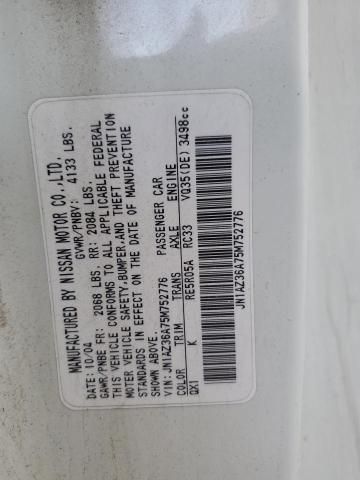 MANUFACTURED BY NISSAN MOTOR CO.,LTD.
DATE: 10/04 GVWR/PNBV: 4133 LBS.
GAWR/PNBE FR: 2068 LBS. RR: 2084 LBS.
THIS VEHICLE CONFORMS TO ALL APPLICABLE FEDERAL
MOTOR VEHICLE SAFETY,BUMPER,AND THEFT PREVENTION
STANDARDS IN EFFECT ON THE DATE OF MANUFACTURE
SHOWN ABOVE.
VIN: JN1AZ36A75M752776 PASSENGER CAR
COLOR TRIM TRANS AXLE ENGINE
QX1 K RE5R05A RC33 VQ35(DE) 3498cc
JN1AZ36A75M752776